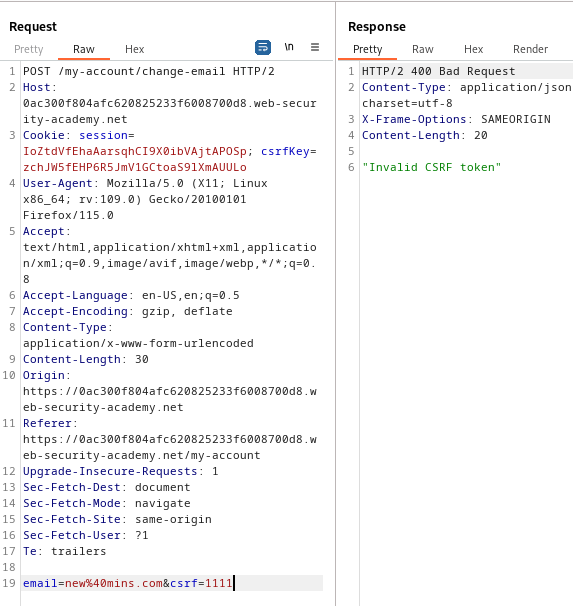 Request
Pretty Raw Hex
\n
1 POST /my-account/change-email HTTP/2
2 Host:
0ac300f804afc620825233f6008700d8.web-secur
ity-academy.net
3 Cookie: session=
IoZtdVfEhaAarsqhCI9X0ibVAjtAPOSp; csrfKey=
zchJW5fEHP6R5JmV1GCtoaS9lXmAUULo
4 User-Agent: Mozilla/5.0 (X11; Linux
x86_64; rv:109.0) Gecko/20100101
Firefox/115.0
5 Accept:
text/html,application/xhtml+xml,applicatio
n/xml;q=0.9,image/avif,image/webp,*/*;q=0.
8
6 Accept-Language: en-US,en;q=0.5
7 Accept-Encoding: gzip, deflate
8 Content-Type:
application/x-www-form-urlencoded
9 Content-Length: 30
10 Origin:
https://0ac300f804afc620825233f6008700d8.w
eb-security-academy.net
11 Referer:
https://0ac300f804afc620825233f6008700d8.w
eb-security-academy.net/my-account
12 Upgrade-Insecure-Requests: 1
13 Sec-Fetch-Dest: document
14 Sec-Fetch-Mode: navigate
15 Sec-Fetch-Site: same-origin
16 Sec-Fetch-User: ?1
17 Te: trailers
18
19 email=new%40mins.com&csrf=1111
Response
Pretty Raw Hex Render
1 HTTP/2 400 Bad Request
2 Content-Type: application/json
charset=utf-8
3 X-Frame-Options: SAMEORIGIN
4 Content-Length: 20
5
6 "Invalid CSRF token"